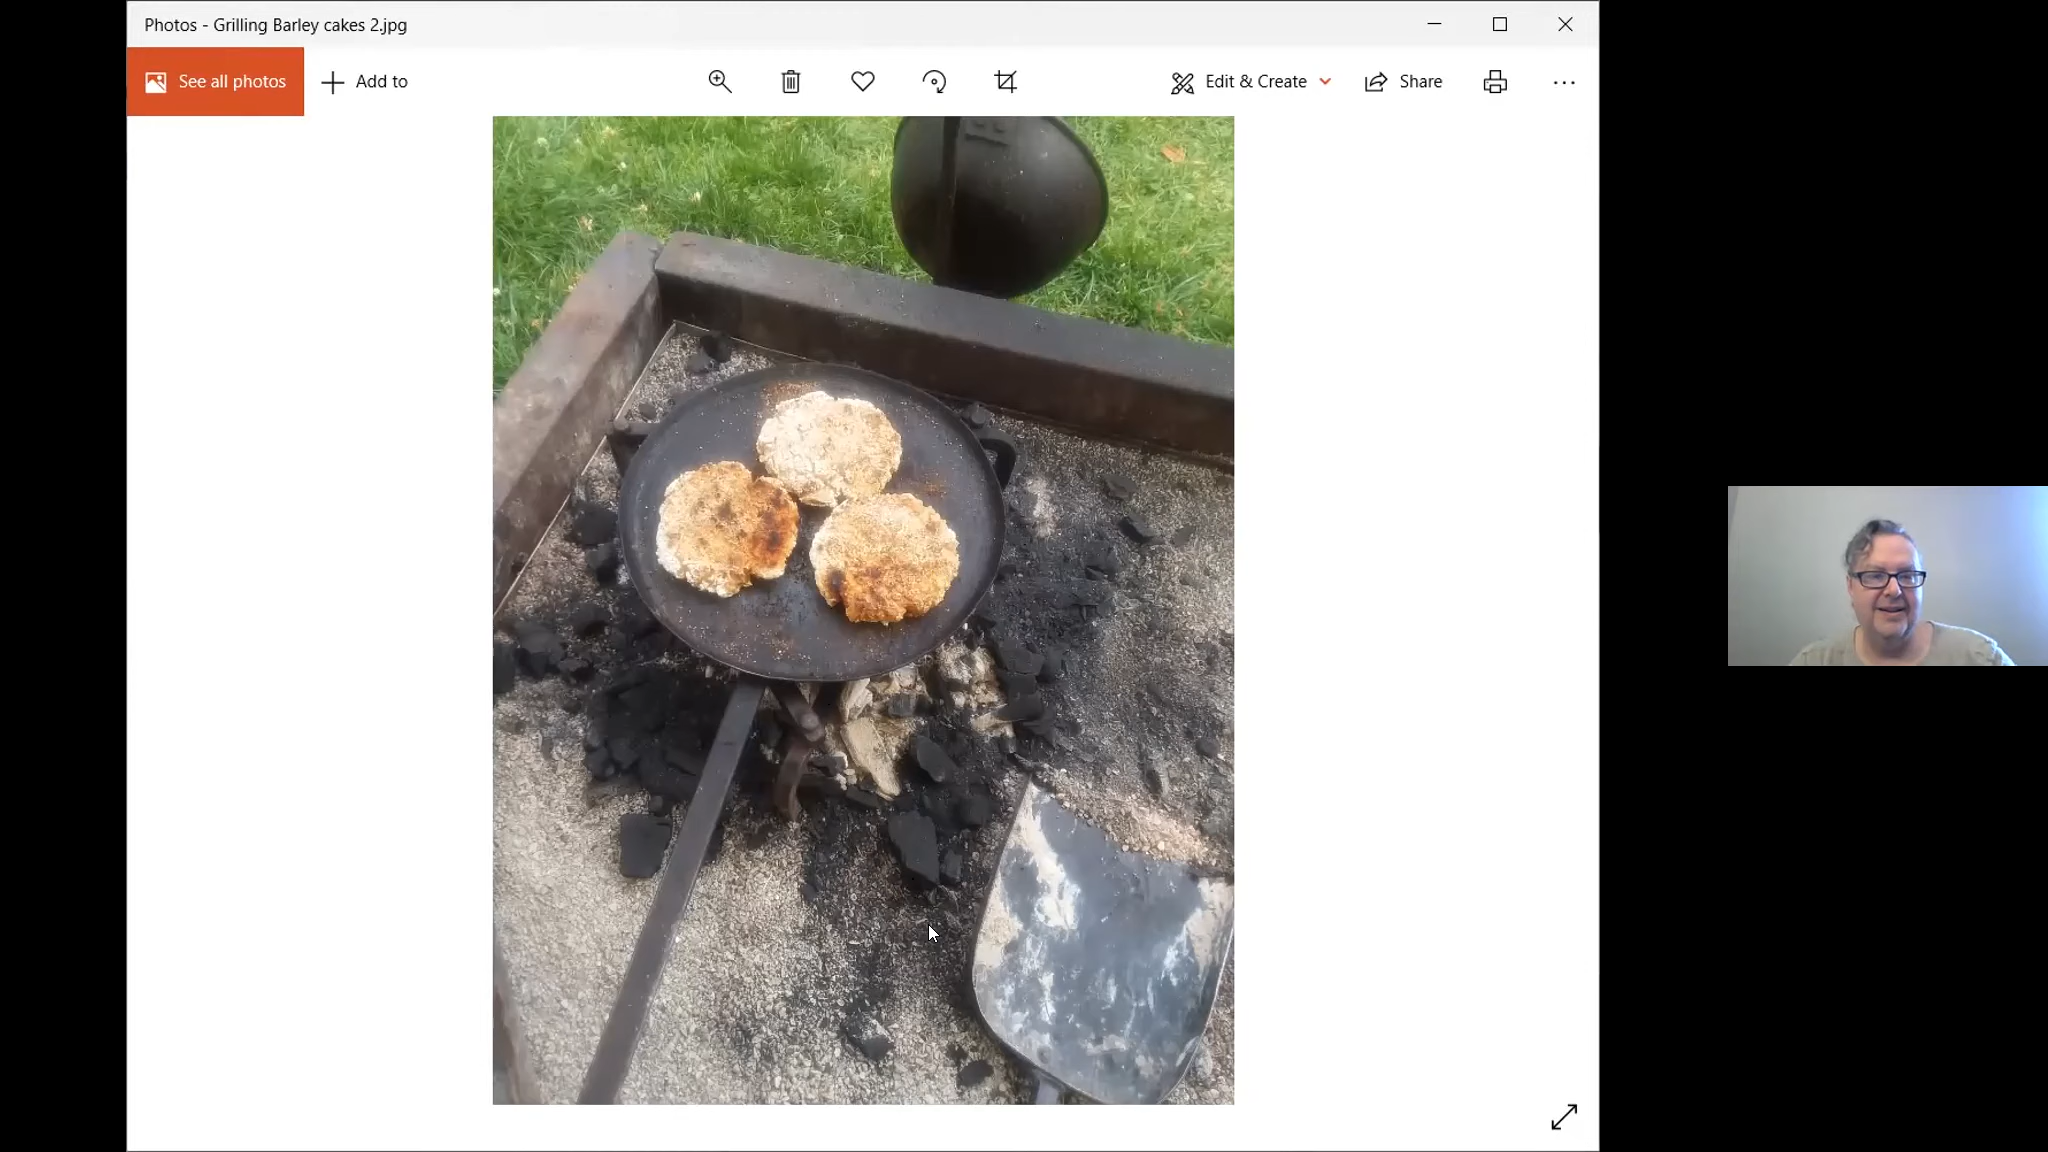 Photos - Grilling Barley cakes 2.jpg
See all photos
Add to
Edit & Create
Share